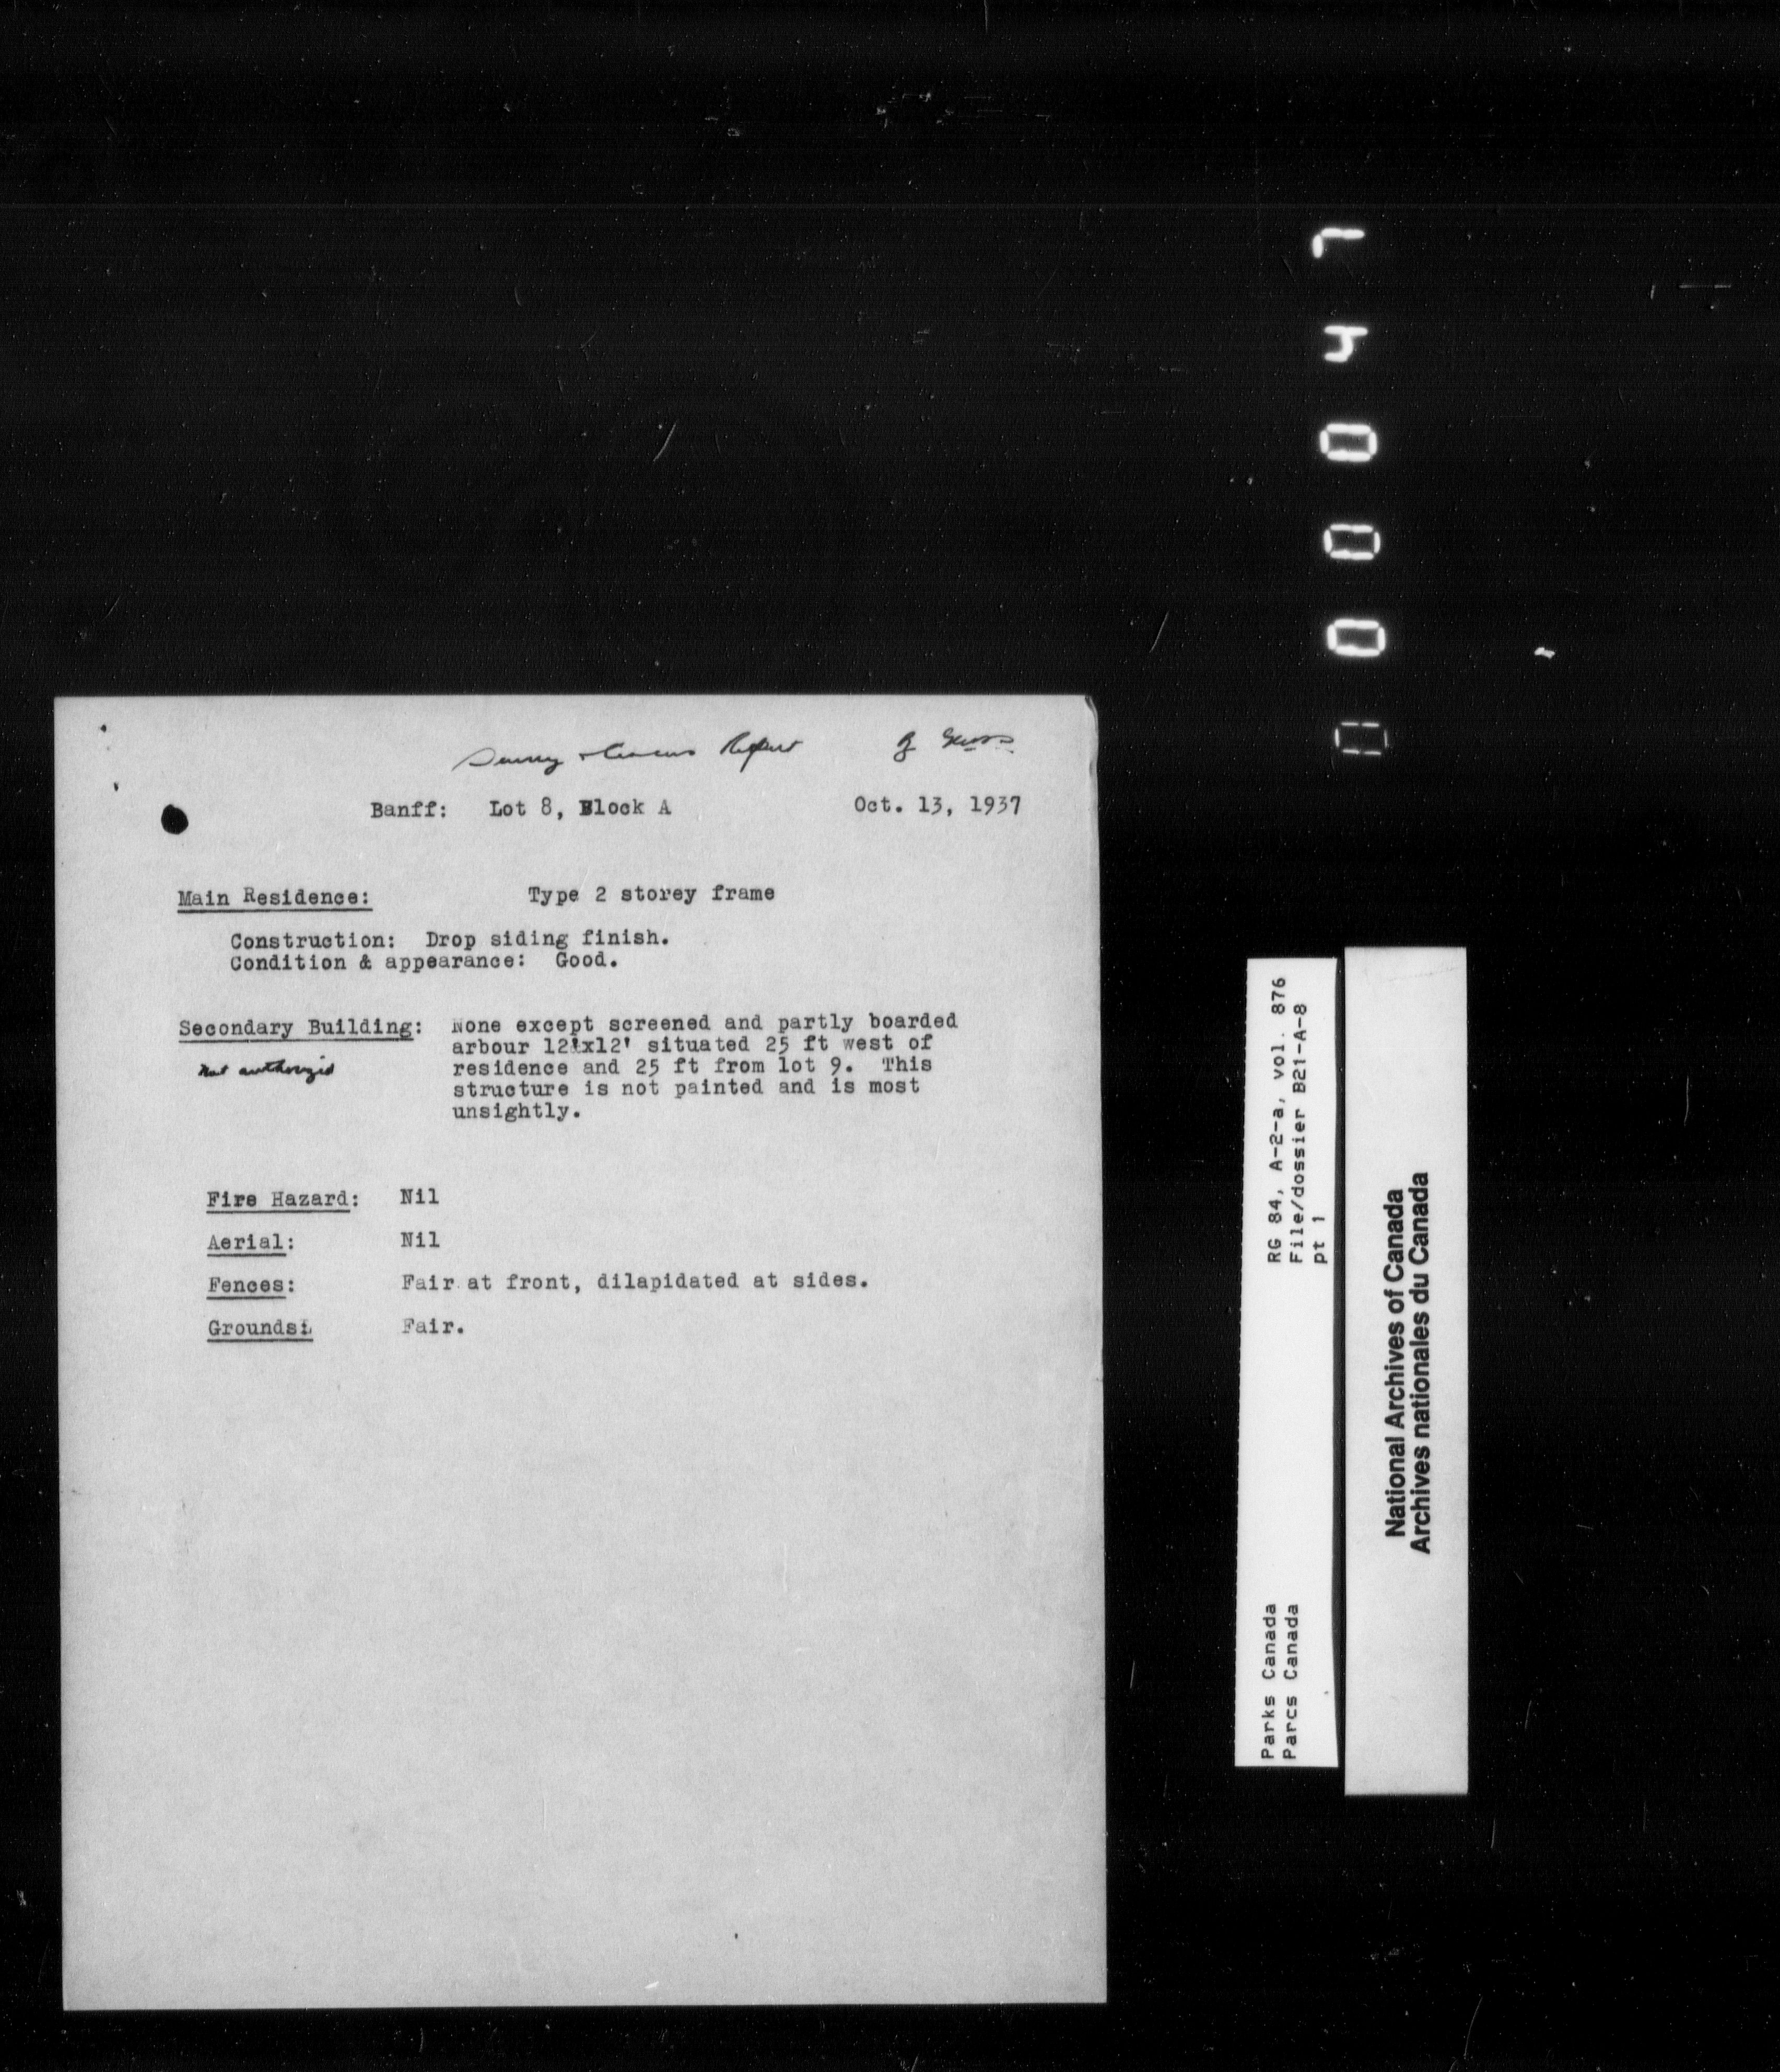 Report
Banff: Lot 8, Block A Oct. 13, 1937
Main Residence: Type 2 storey frame
Construction: Drop siding finish.
Condition & appearance: Good.
Secondary Building: None except screened and partly boarded
arbour 12'x12' situated 25 ft west of
not authorized residence and 25 ft from lot 9. This
structure is not painted and is most
unsightly.
Fire Hazard: Nil
Aerial: Nil
Fences: Fair at front, dilapidated at sides.
Grounds: Fair.
Parks Canada RG 84, A-2-a, vol. 876
Parcs Canada File/dossier B21-A-8
pt 1
National Archives of Canada
Archives nationales du Canada